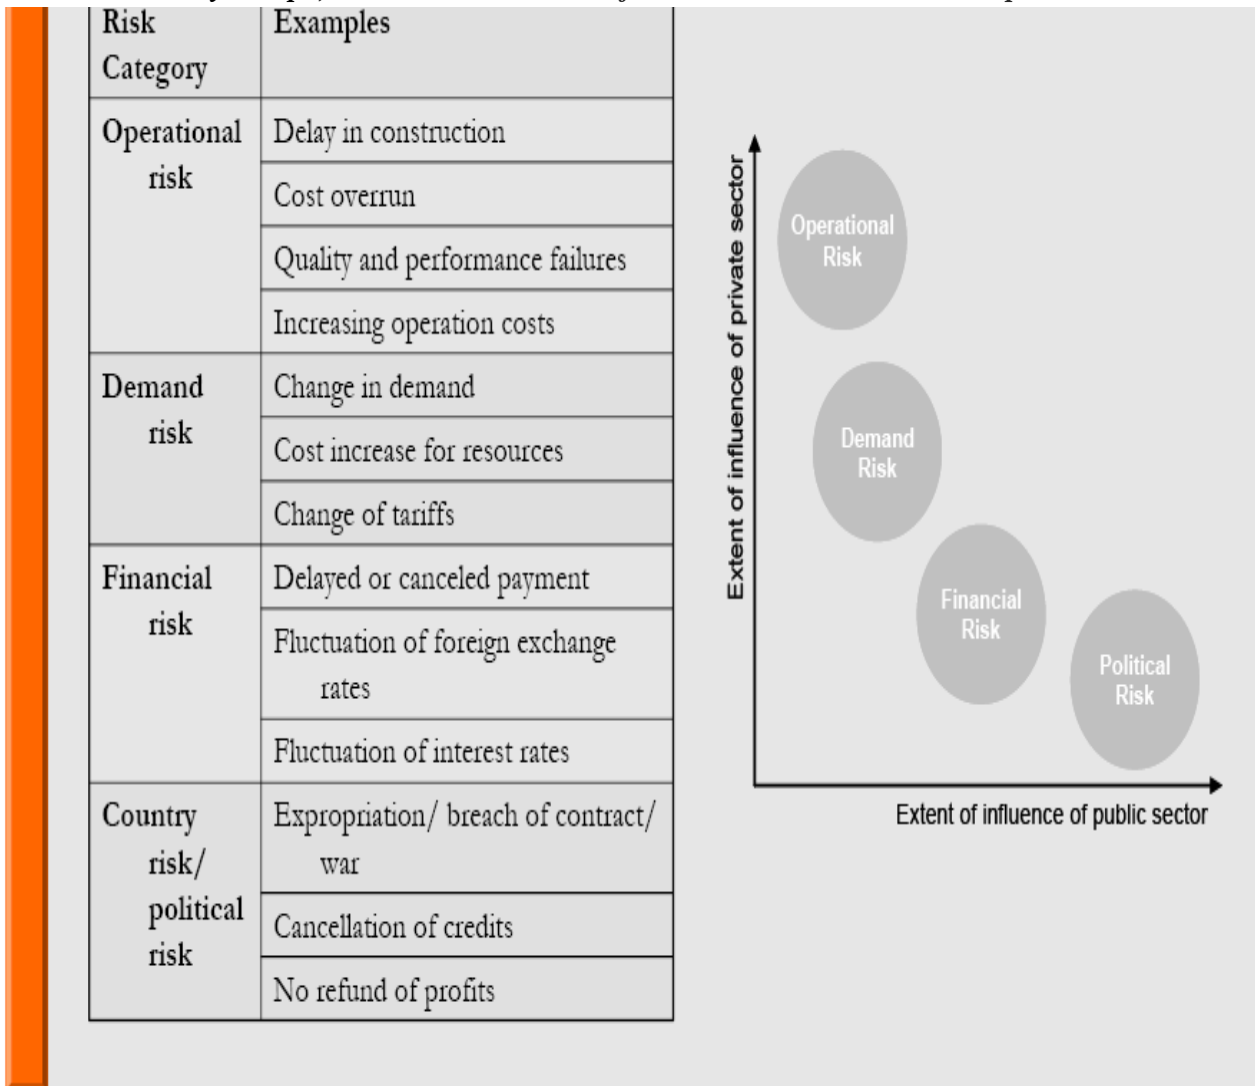 Risk
Category
Examples
Operational
risk
Delay in construction
Cost overrun
Quality and performance failures
Increasing operation costs
Demand
risk
Change in demand
Cost increase for resources
Change of tariffs
Financial
risk
Delayed or canceled payment
Fluctuation of foreign exchange
rates
Fluctuation of interest rates
Country
risk/
political
risk
Expropriation/ breach of contract/
war
Cancellation of credits
No refund of profits
Extent of influence of private sector
Operational
Risk
Demand
Risk
Financial
Risk
Political
Risk
Extent of influence of public sector